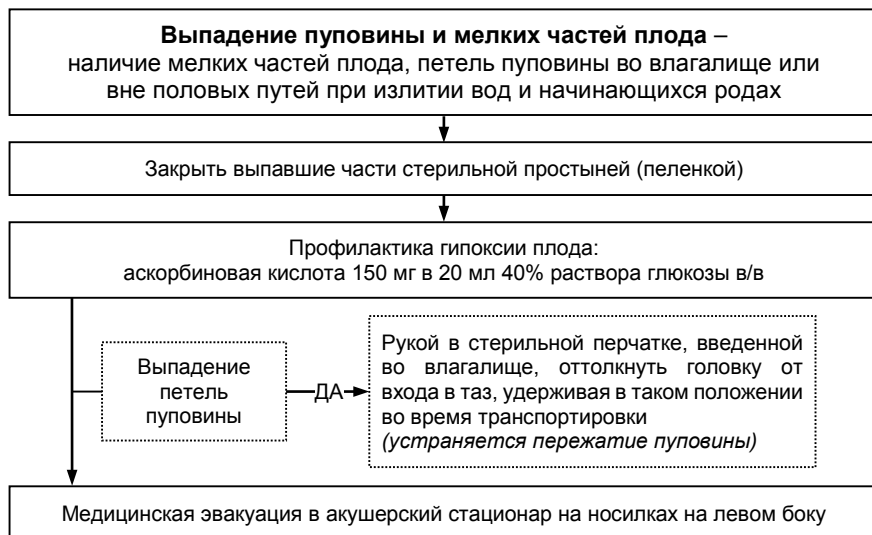 Выпадение пуповины и мелких частей плода –
наличие мелких частей плода, петель пуповины во влагалище или
вне половых путей при излитии вод и начинающихся родах
Закрыть выпавшие части стерильной простыней (пеленкой)
Профилактика гипоксии плода:
аскорбиновая кислота 150 мг в 20 мл 40% раствора глюкозы в/в
Выпадение
петель
пуповины
ДА
Рукой в стерильной перчатке, введенной
во влагалище, оттолкнуть головку от
входа в таз, удерживая в таком положении
во время транспортировки
(устраняется пережатие пуповины)
Медицинская эвакуация в акушерский стационар на носилках на левом боку